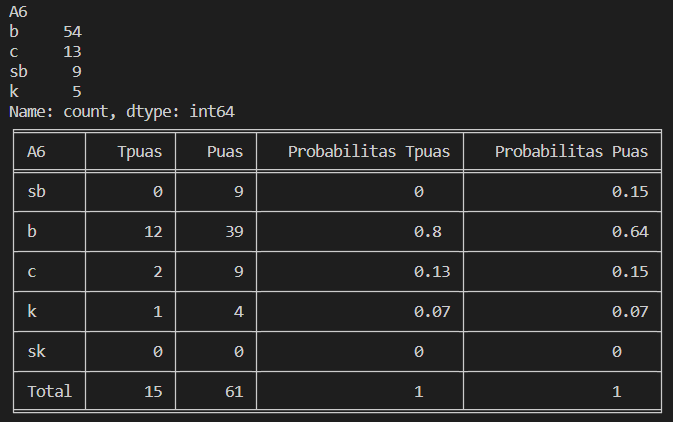 A6
b 54
c 13
sb 9
k 5
Name: count, dtype: int64
A6 Tpuas Puas Probabilitas Tpuas Probabilitas Puas
sb 0 9 0 0.15
b 12 39 0.8 0.64
c 2 9 0.13 0.15
k 1 4 0.07 0.07
sk 0 0 0 0
Total 15 61 1 1